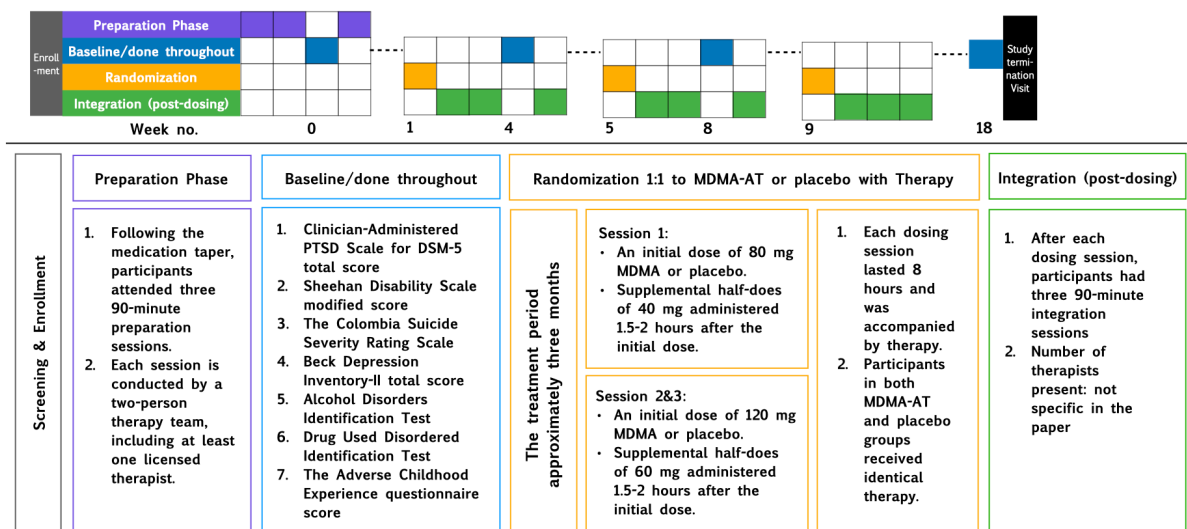 Enroll
-ment
Preparation Phase
Baseline/done throughout
Randomization
Integration (post-dosing)
Study
termi-
nation
Visit
Week no.
0
1
4
5
8
9
18
Screening & Enrollment
Preparation Phase
1. Following the
medication taper,
participants
attended three
90-minute
preparation
sessions.
2. Each session is
conducted by a
two-person
therapy team,
including at least
one licensed
therapist.
Baseline/done throughout
1. Clinician-Administered
PTSD Scale for DSM-5
total score
2. Sheehan Disability Scale
modified score
3. The Colombia Suicide
Severity Rating Scale
4. Beck Depression
Inventory-II total score
5. Alcohol Disorders
Identification Test
6. Drug Used Disordered
Identification Test
7. The Adverse Childhood
Experience questionnaire
score
Randomization 1:1 to MDMA-AT or placebo with Therapy
The treatment period
approximately three months
Session 1:
• An initial dose of 80 mg
MDMA or placebo.
• Supplemental half-does
of 40 mg administered
1.5-2 hours after the
initial dose.
Session 2&3:
• An initial dose of 120 mg
MDMA or placebo.
• Supplemental half-does
of 60 mg administered
1.5-2 hours after the
initial dose.
1. Each dosing
session
lasted 8
hours and
was
accompanied
by therapy.
2. Participants
in both
MDMA-AT
and placebo
groups
received
identical
therapy.
Integration (post-dosing)
1. After each
dosing session,
participants had
three 90-minute
integration
sessions
2. Number of
therapists
present: not
specific in the
paper